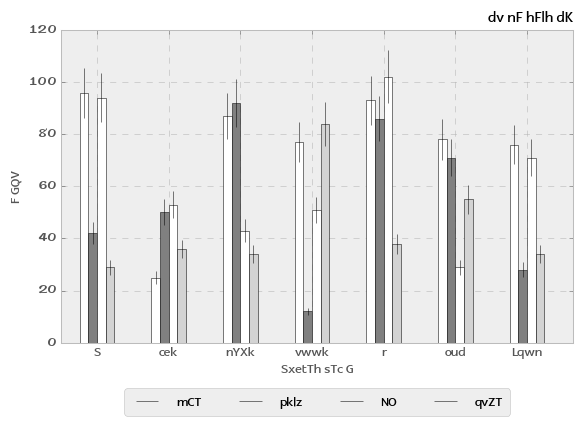 dv nF hFlh dK
120
100
80
60
40
20
0
F GQV
S cek nYXk vwwk r oud Lqwn
SxetTh sTc G
mCT pklz NO qvZT